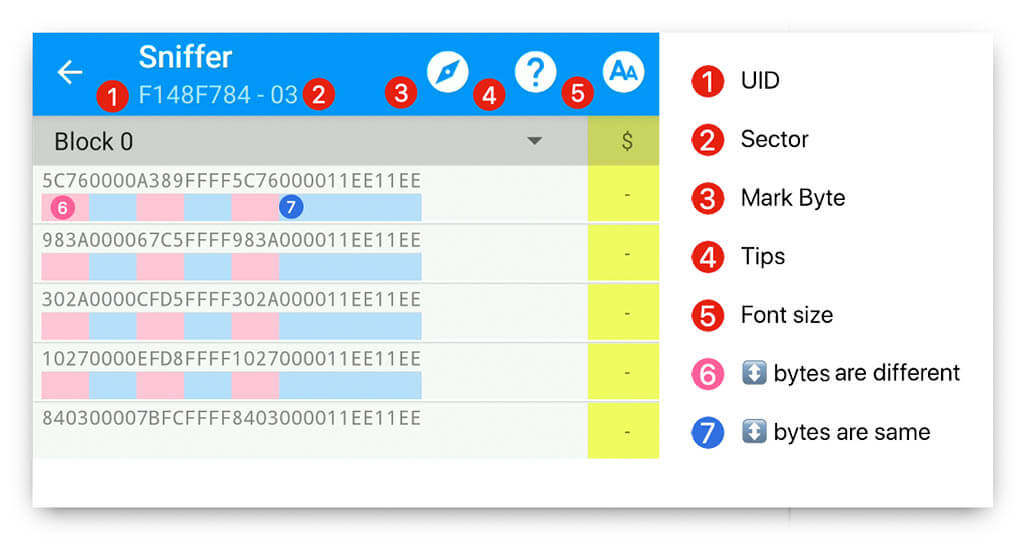 Sniffer
1 F148F784 - 03 2
3 4 ? 5 AA
Block 0 $
5C760000A389FFFF5C76000011EE11EE -
6 7
983A000067C5FFFF983A000011EE11EE -
302A0000CFD5FFFF302A000011EE11EE -
10270000EFD8FFFF1027000011EE11EE -
840300007BFCFFFF8403000011EE11EE -
1 UID
2 Sector
3 Mark Byte
4 Tips
5 Font size
6 ↕ bytes are different
7 ↕ bytes are same